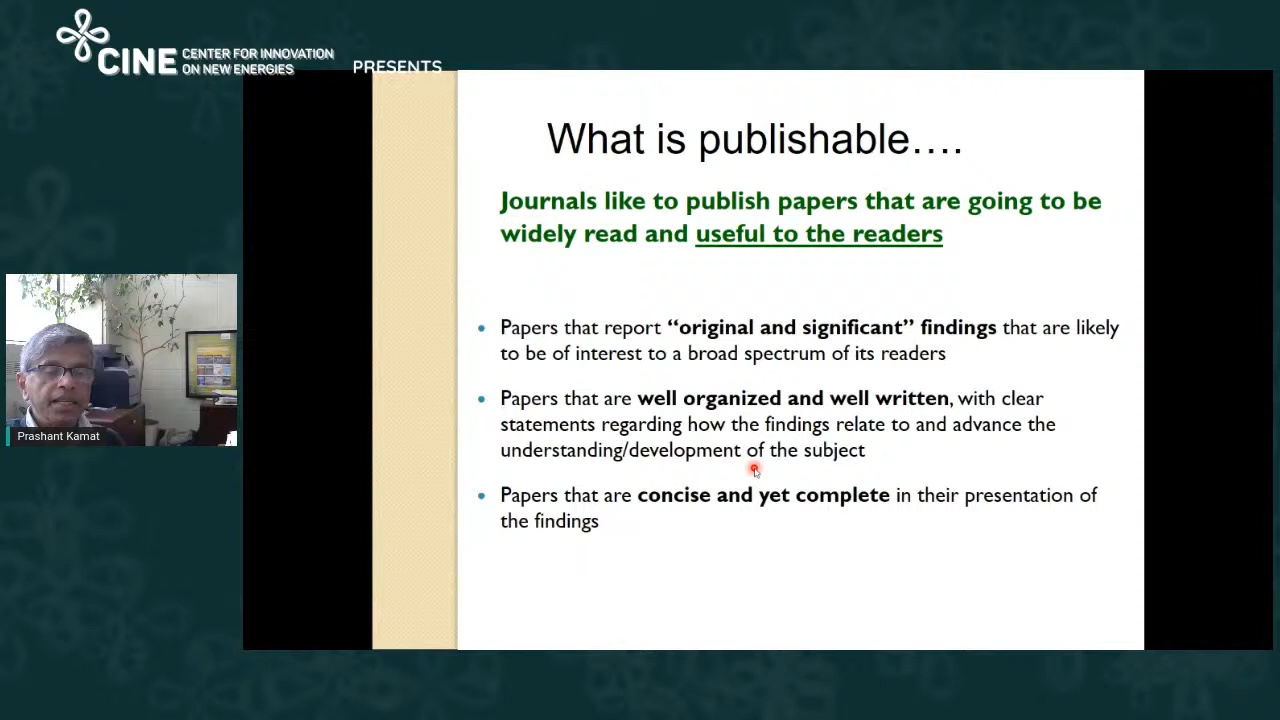 CINE CENTER FOR INNOVATION
ON NEW ENERGIES
PRESENTS
What is publishable....
Journals like to publish papers that are going to be
widely read and useful to the readers
• Papers that report “original and significant” findings that are likely
to be of interest to a broad spectrum of its readers
• Papers that are well organized and well written, with clear
statements regarding how the findings relate to and advance the
understanding/development of the subject
• Papers that are concise and yet complete in their presentation of
the findings
Prashant Kamat